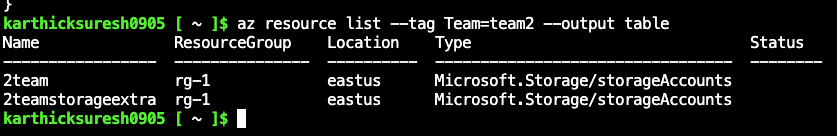 }
karthicksuresh0905 [ ~ ]$ az resource list --tag Team=team2 --output table
Name               ResourceGroup    Location    Type                               Status
-----------------  ---------------  ----------  ---------------------------------  --------
2team              rg-1             eastus      Microsoft.Storage/storageAccounts
2teamstorageextra  rg-1             eastus      Microsoft.Storage/storageAccounts
karthicksuresh0905 [ ~ ]$